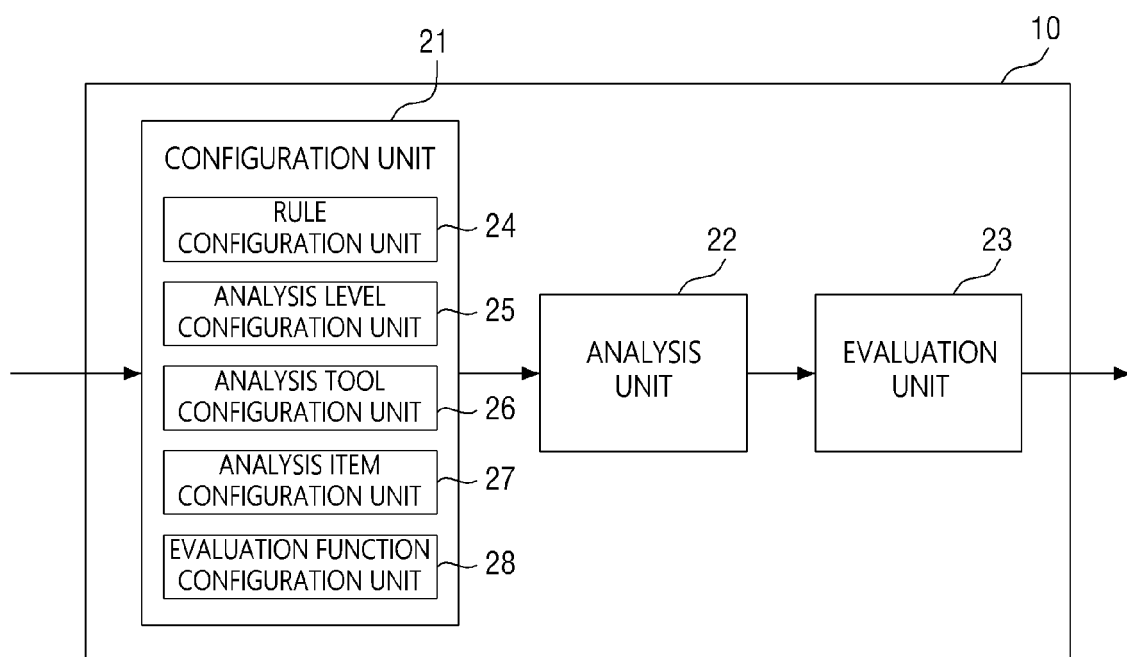 21
10
CONFIGURATION UNIT
RULE
CONFIGURATION UNIT
24
ANALYSIS LEVEL
CONFIGURATION UNIT
25
ANALYSIS TOOL
CONFIGURATION UNIT
26
ANALYSIS ITEM
CONFIGURATION UNIT
27
EVALUATION FUNCTION
CONFIGURATION UNIT
28
22
ANALYSIS
UNIT
23
EVALUATION
UNIT